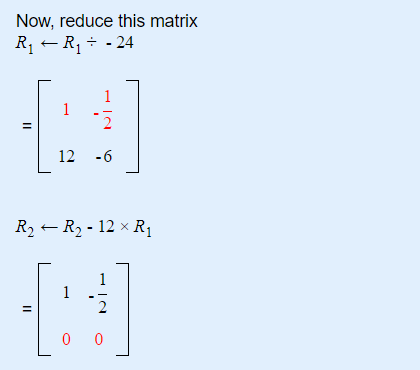 Now, reduce this matrix
R1 ← R1 ÷ - 24
= [ 1 -1/2
12 -6 ]
R2 ← R2 - 12 × R1
= [ 1 -1/2
0 0 ]